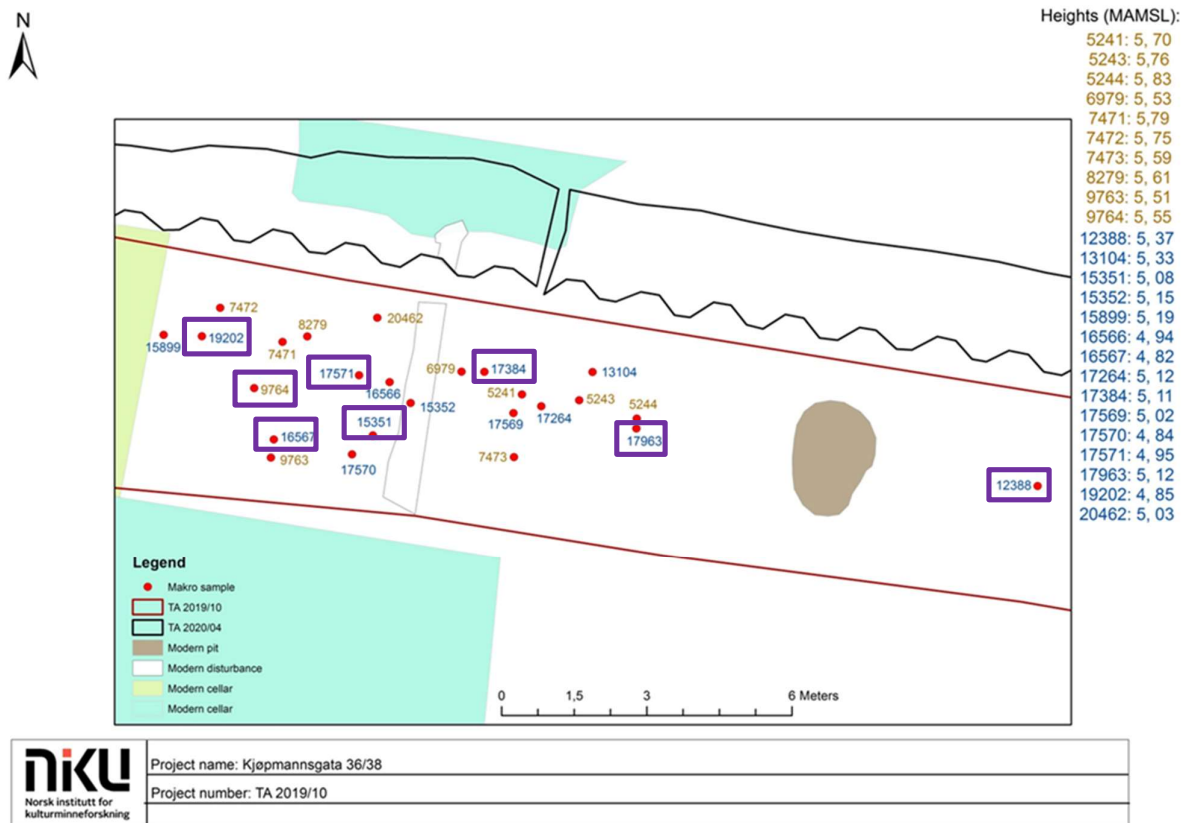 N
Heights (MAMSL):
5241: 5, 70
5243: 5,76
5244: 5, 83
6979: 5, 53
7471: 5,79
7472: 5, 75
7473: 5, 59
8279: 5, 61
9763: 5, 51
9764: 5, 55
12388: 5, 37
13104: 5, 33
15351: 5, 08
15352: 5, 15
15899: 5, 19
16566: 4, 94
16567: 4, 82
17264: 5, 12
17384: 5, 11
17569: 5, 02
17570: 4, 84
17571: 4, 95
17963: 5, 12
19202: 4, 85
20462: 5, 03
7472
20462
8279
15899
19202
7471
6979
17384
13104
17571
9764
16566
5241
5243
15352
5244
15351
17569
17264
16567
17963
9763
17570
7473
12388
Legend
Makro sample
TA 2019/10
TA 2020/04
Modern pit
Modern disturbance
Modern cellar
Modern cellar
0 1,5 3 6 Meters
NIKU
Norsk institutt for
kulturminneforskning
Project name: Kjøpmannsgata 36/38
Project number: TA 2019/10